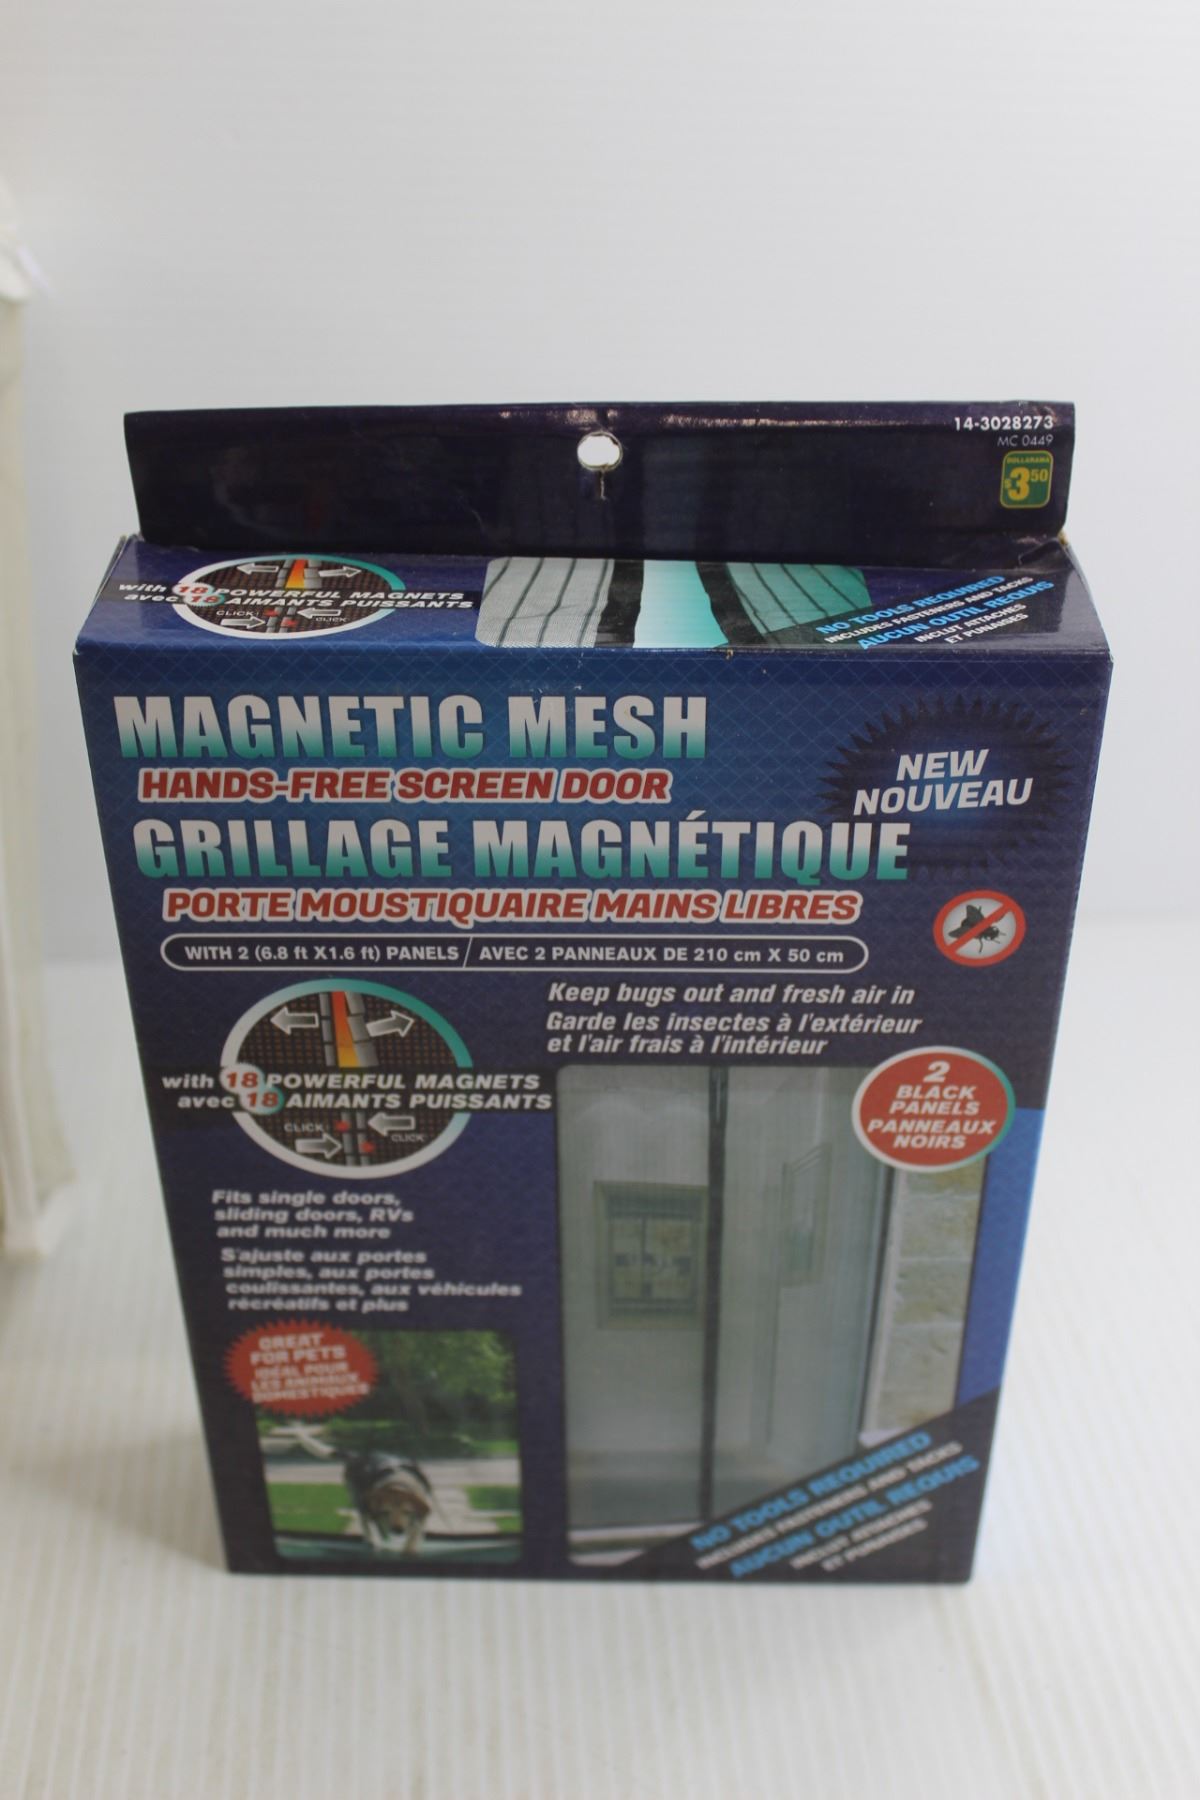 14-3028273
MC 0449
DOLLARAMA
$3.50
with 18 POWERFUL MAGNETS
avec 18 AIMANTS PUISSANTS
CLICK
CLICK
NO TOOLS REQUIRED
INCLUDES FASTENERS AND TACKS
AUCUN OUTIL REQUIS
INCLUT ATTACHES
ET PUNAISES
MAGNETIC MESH
HANDS-FREE SCREEN DOOR
NEW
NOUVEAU
GRILLAGE MAGNÉTIQUE
PORTE MOUSTIQUAIRE MAINS LIBRES
WITH 2 (6.8 ft X1.6 ft) PANELS / AVEC 2 PANNEAUX DE 210 cm X 50 cm
Keep bugs out and fresh air in
Garde les insectes à l'extérieur
et l'air frais à l'intérieur
2
BLACK
PANELS
PANNEAUX
NOIRS
with 18 POWERFUL MAGNETS
avec 18 AIMANTS PUISSANTS
CLICK
CLICK
Fits single doors,
sliding doors, RVs
and much more
S'ajuste aux portes
simples, aux portes
coulissantes, aux véhicules
récréatifs et plus
GREAT
FOR PETS
IDÉAL POUR
LES ANIMAUX
DOMESTIQUES
NO TOOLS REQUIRED
INCLUDES FASTENERS AND TACKS
AUCUN OUTIL REQUIS
INCLUT ATTACHES
ET PUNAISES